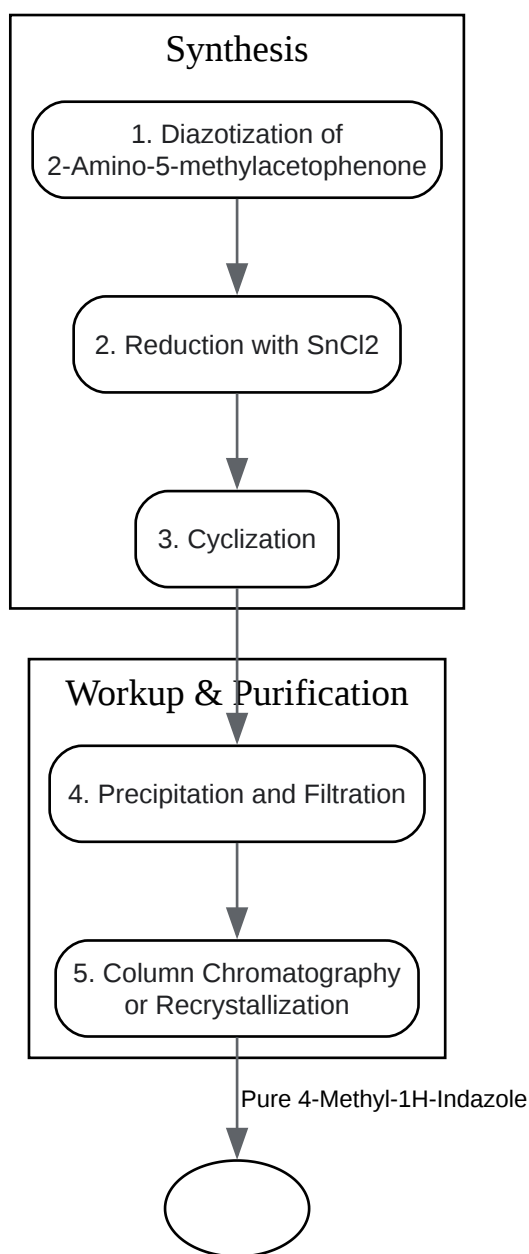 Synthesis
1. Diazotization of
2-Amino-5-methylacetophenone
2. Reduction with SnCl2
3. Cyclization
Workup & Purification
4. Precipitation and Filtration
5. Column Chromatography
or Recrystallization
Pure 4-Methyl-1H-Indazole